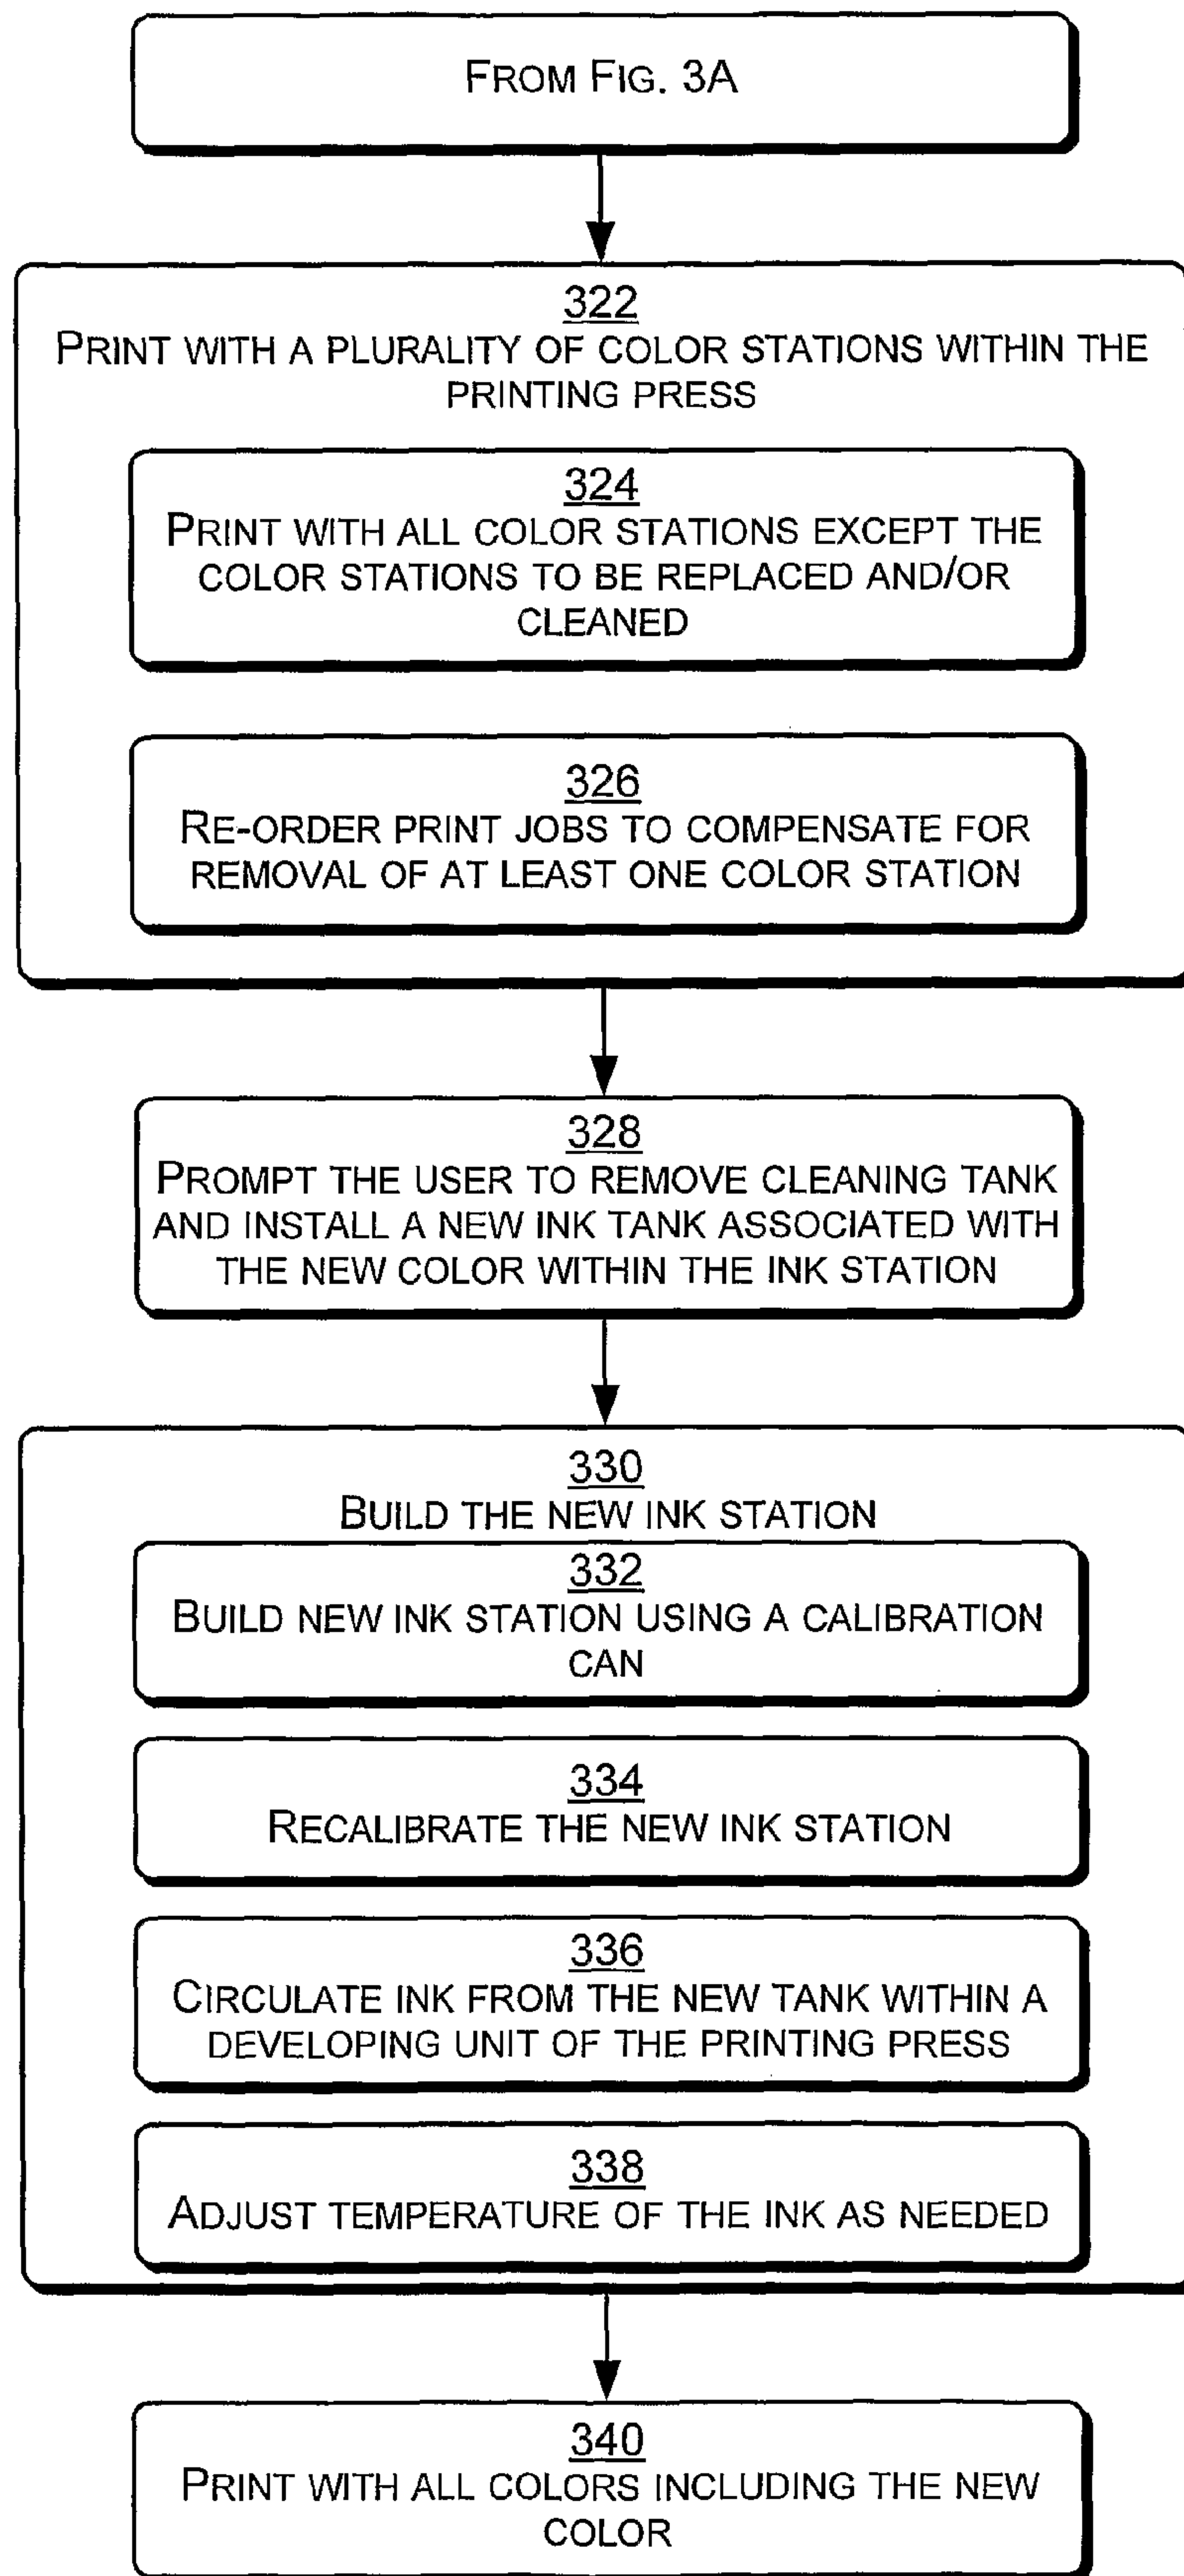 FROM FIG. 3A
322
PRINT WITH A PLURALITY OF COLOR STATIONS WITHIN THE
PRINTING PRESS
324
PRINT WITH ALL COLOR STATIONS EXCEPT THE
COLOR STATIONS TO BE REPLACED AND/OR
CLEANED
326
RE-ORDER PRINT JOBS TO COMPENSATE FOR
REMOVAL OF AT LEAST ONE COLOR STATION
328
PROMPT THE USER TO REMOVE CLEANING TANK
AND INSTALL A NEW INK TANK ASSOCIATED WITH
THE NEW COLOR WITHIN THE INK STATION
330
BUILD THE NEW INK STATION
332
BUILD NEW INK STATION USING A CALIBRATION
CAN
334
RECALIBRATE THE NEW INK STATION
336
CIRCULATE INK FROM THE NEW TANK WITHIN A
DEVELOPING UNIT OF THE PRINTING PRESS
338
ADJUST TEMPERATURE OF THE INK AS NEEDED
340
PRINT WITH ALL COLORS INCLUDING THE NEW
COLOR